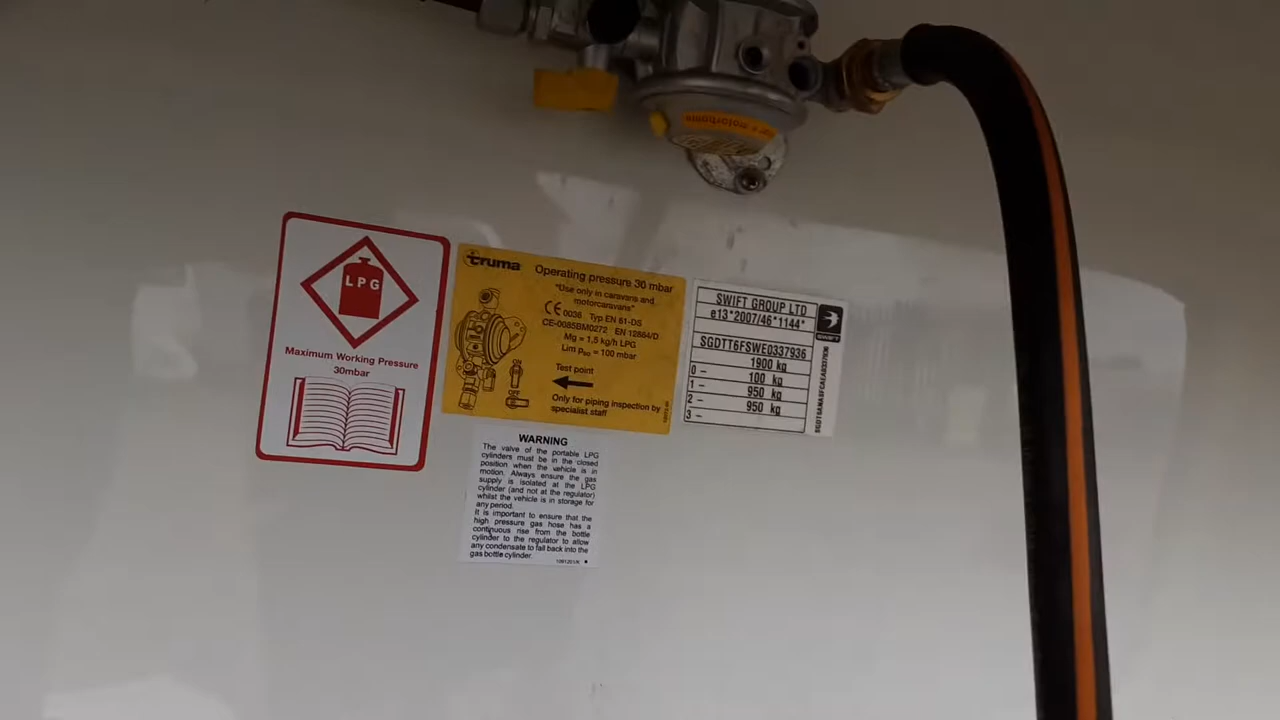 LPG
Maximum Working Pressure
30mbar
truma
Operating pressure 30 mbar
"Use only in caravans and
motorcaravans"
CE 0036 Typ EN 61-DS
CE-0085BM0272 EN 12864/D
Mg = 1,5 kg/h LPG
Lim pso = 100 mbar
Test point
ON
OFF
Only for piping inspection by
specialist staff
SWIFT GROUP LTD
e13*2007/46*1144*
SGDTT6FSWE0337936
1900 kg
0 – 100 kg
1 – 950 kg
2 – 950 kg
3 –
SWIFT
WARNING
The valve of the portable LPG
cylinders must be in the closed
position when the vehicle is in
motion. Always ensure the gas
supply is isolated at the LPG
cylinder (and not at the regulator)
whilst the vehicle is in storage for
any period.
It is important to ensure that the
high pressure gas hose has a
continuous rise from the bottle
cylinder to the regulator to allow
any condensate to fall back into the
gas bottle cylinder.